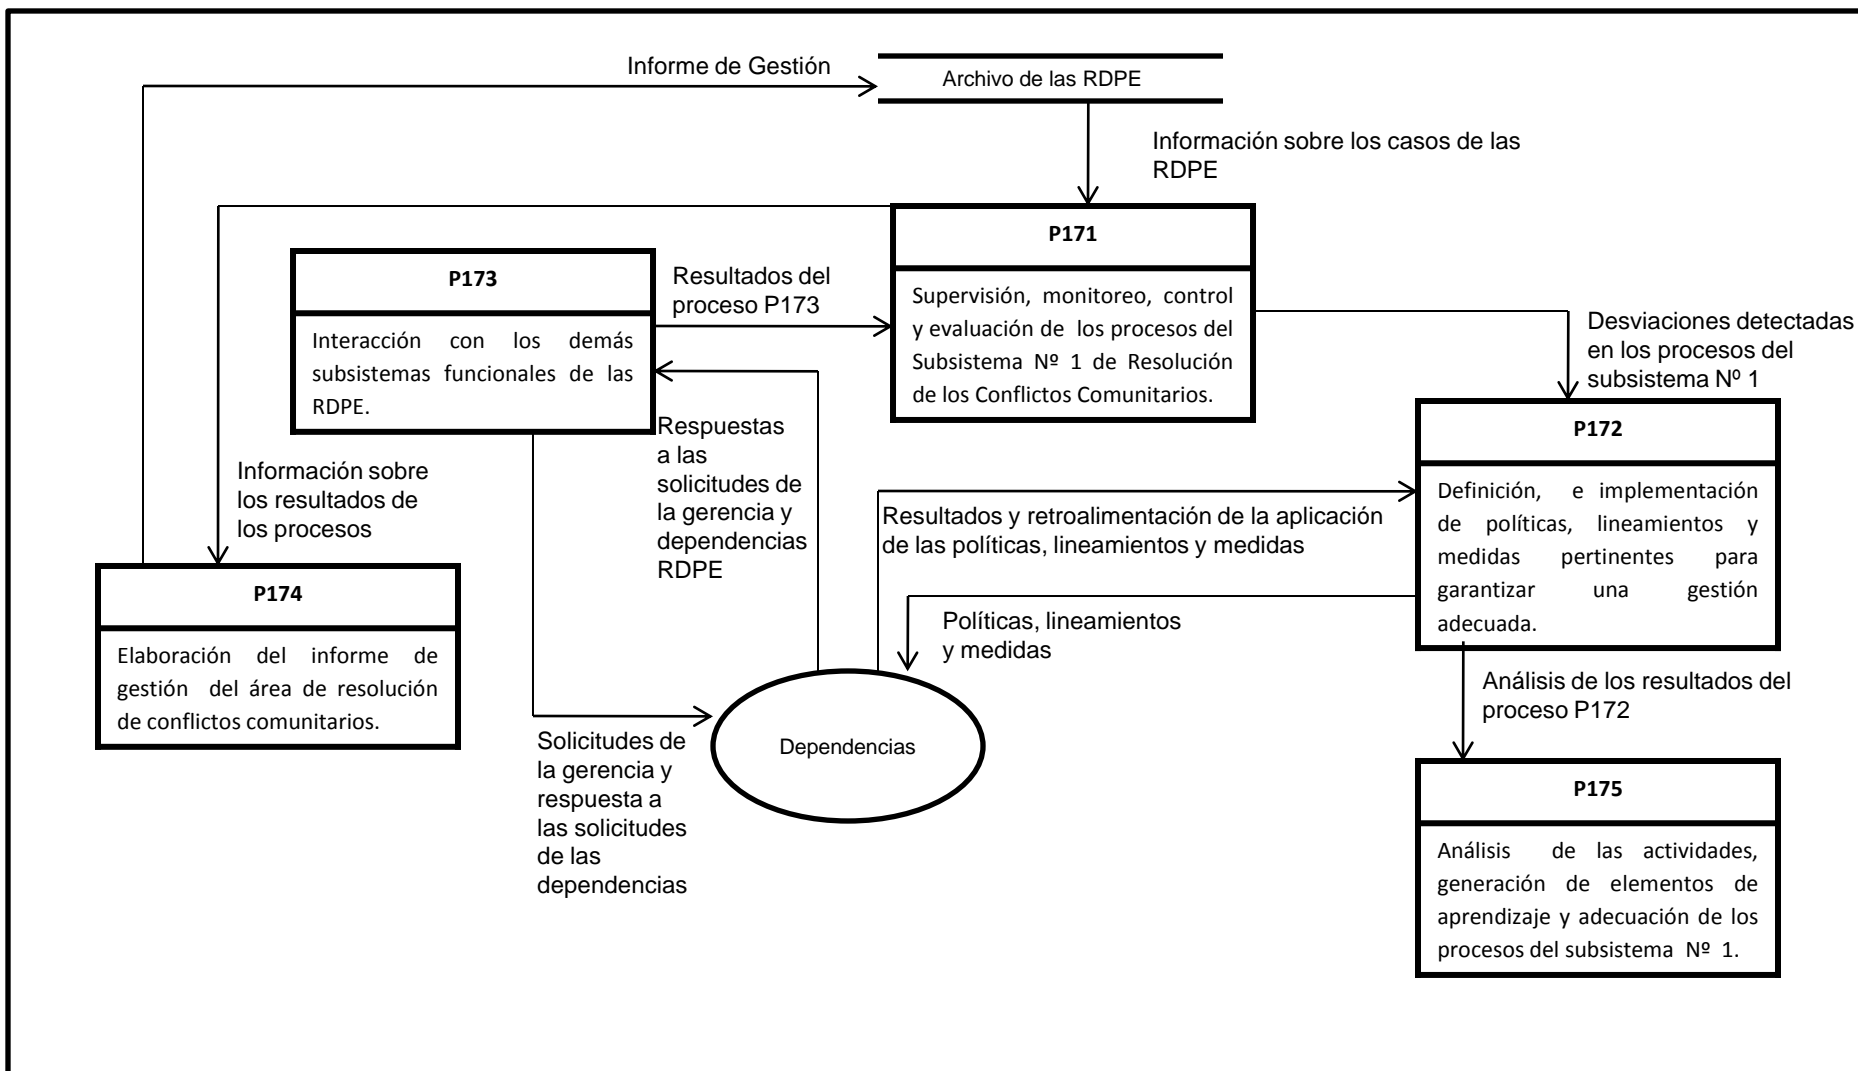 Informe de Gestión
Archivo de las RDPE
Información sobre los casos de las
RDPE
P171
Supervisión, monitoreo, control
y evaluación de los procesos del
Subsistema Nº 1 de Resolución
de los Conflictos Comunitarios.
P173
Interacción con los demás
subsistemas funcionales de las
RDPE.
Resultados del
proceso P173
Desviaciones detectadas
en los procesos del
subsistema Nº 1
P172
Definición, e implementación
de políticas, lineamientos y
medidas pertinentes para
garantizar una gestión
adecuada.
Respuestas
a las
solicitudes de
la gerencia y
dependencias
RDPE
Información sobre
los resultados de
los procesos
Resultados y retroalimentación de la aplicación
de las políticas, lineamientos y medidas
P174
Elaboración del informe de
gestión del área de resolución
de conflictos comunitarios.
Políticas, lineamientos
y medidas
Análisis de los resultados del
proceso P172
Dependencias
Solicitudes de
la gerencia y
respuesta a
las solicitudes
de las
dependencias
P175
Análisis de las actividades,
generación de elementos de
aprendizaje y adecuación de los
procesos del subsistema Nº 1.